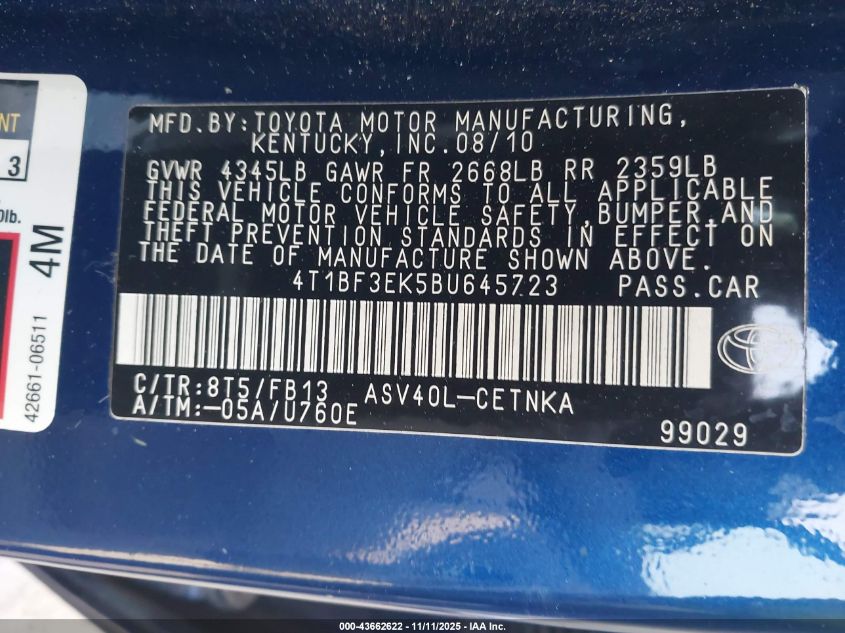 MFD.BY:TOYOTA MOTOR MANUFACTURING,
KENTUCKY,INC.08/10
GVWR 4345LB GAWR FR 2668LB RR 2359LB
THIS VEHICLE CONFORMS TO ALL APPLICABLE
FEDERAL MOTOR VEHICLE SAFETY,BUMPER,AND
THEFT PREVENTION STANDARDS IN EFFECT ON
THE DATE OF MANUFACTURE SHOWN ABOVE.
4T1BF3EK5BU645723 PASS.CAR
C/TR:8T5/FB13 ASV40L-CETNKA
A/TM:-05A/U760E
99029
NT
3
lb.
4M
42661-06511
000-43662622 - 11/11/2025 - IAA Inc.